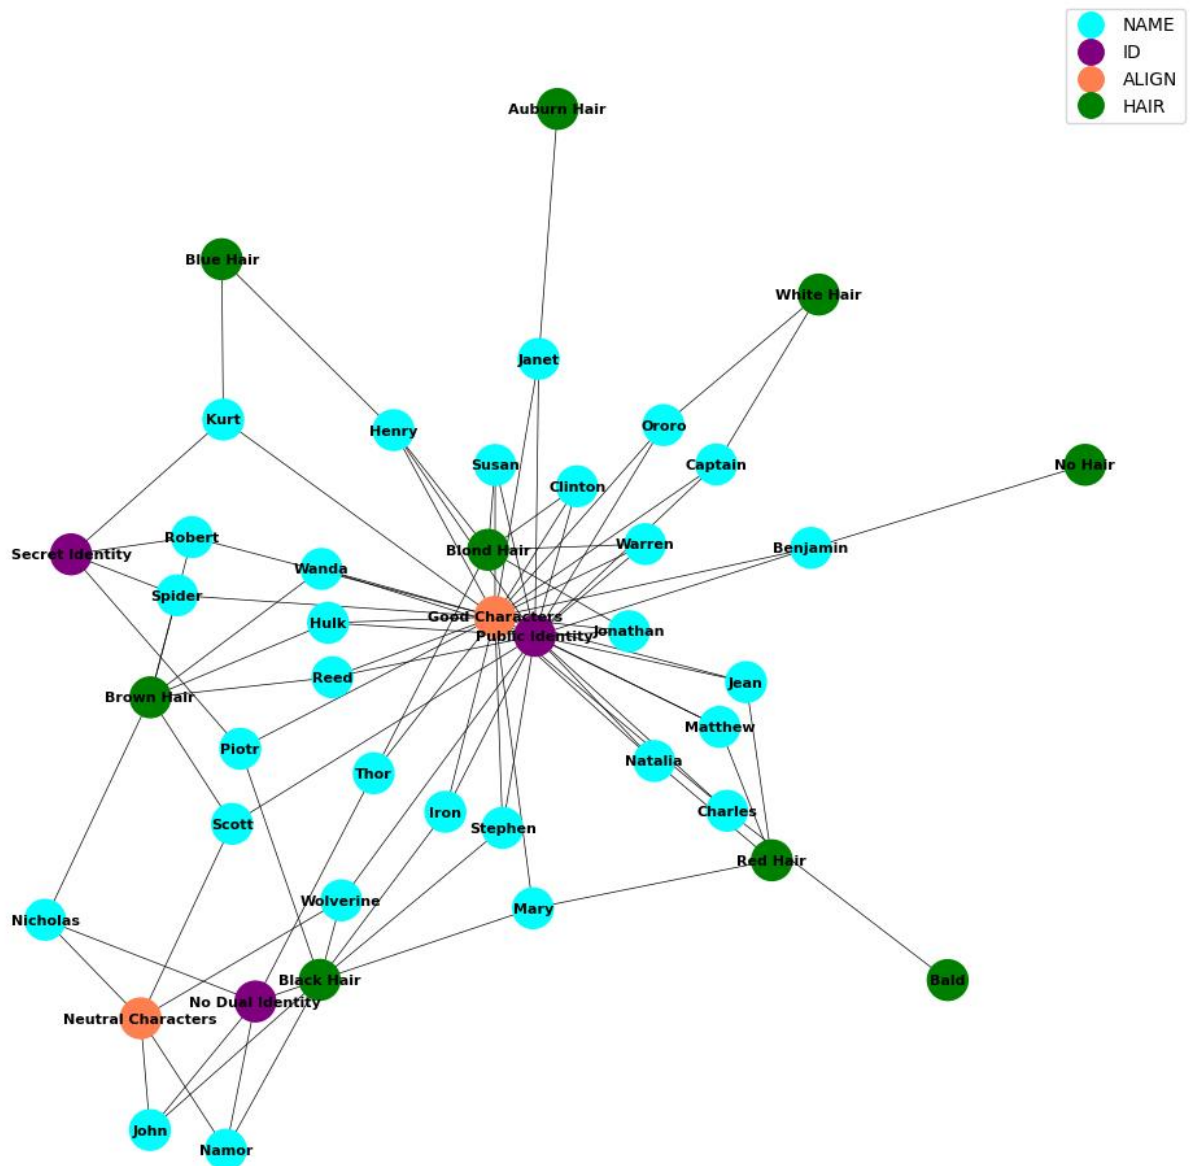 NAME
ID
ALIGN
HAIR
Auburn Hair
Blue Hair
White Hair
Janet
Kurt
Henry
Ororo
Susan
Captain
No Hair
Clinton
Robert
Secret Identity
Blond Hair
Warren
Benjamin
Wanda
Spider
Good Characters
Hulk
Public Identity
Jonathan
Reed
Jean
Brown Hair
Matthew
Piotr
Natalia
Thor
Iron
Charles
Scott
Stephen
Red Hair
Wolverine
Mary
Nicholas
Black Hair
Bald
No Dual Identity
Neutral Characters
John
Namor